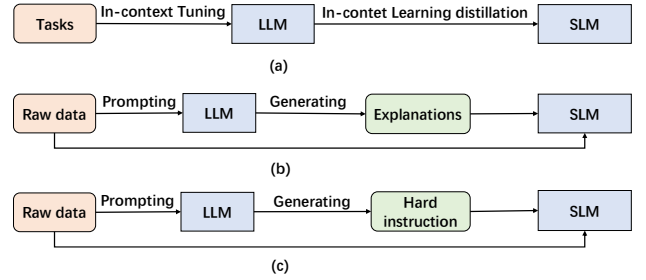 Tasks In-context Tuning LLM In-contet Learning distillation SLM
(a)
Raw data Prompting LLM Generating Explanations SLM
(b)
Raw data Prompting LLM Generating Hard instruction SLM
(c)